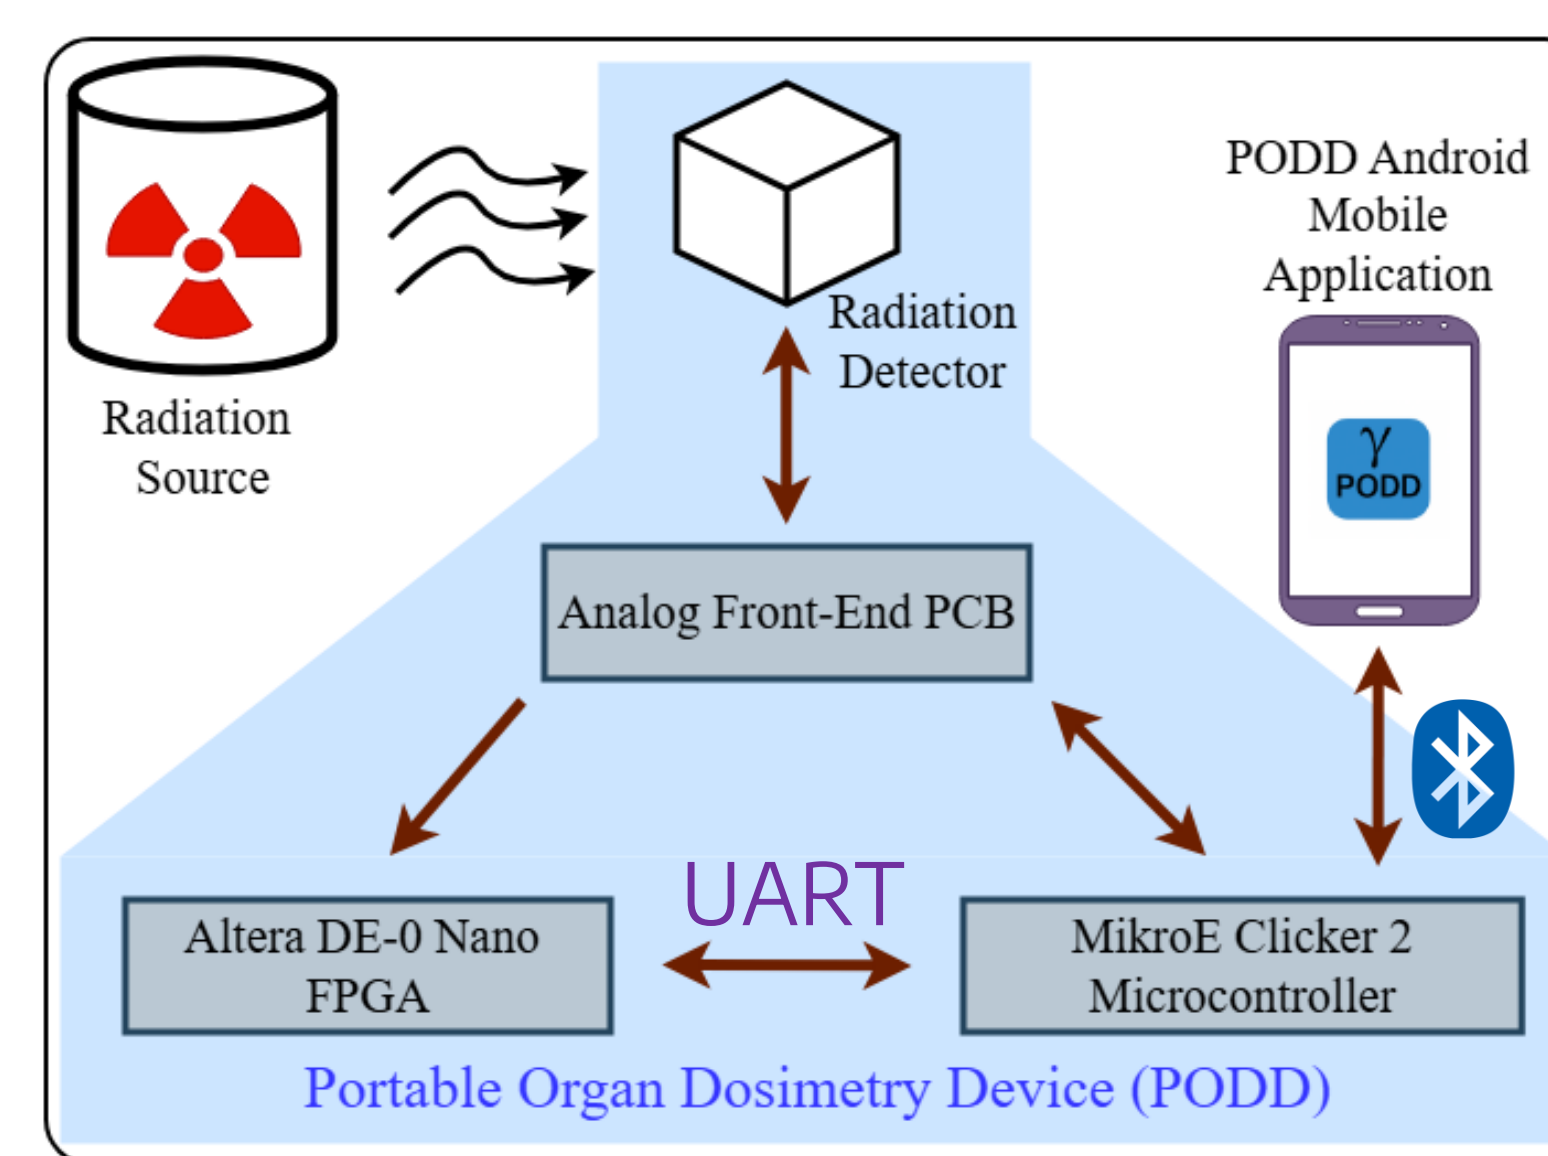 Radiation
Source
Radiation
Detector
PODD Android
Mobile
Application
γ
PODD
Analog Front-End PCB
UART
Altera DE-0 Nano
FPGA
MikroE Clicker 2
Microcontroller
Portable Organ Dosimetry Device (PODD)